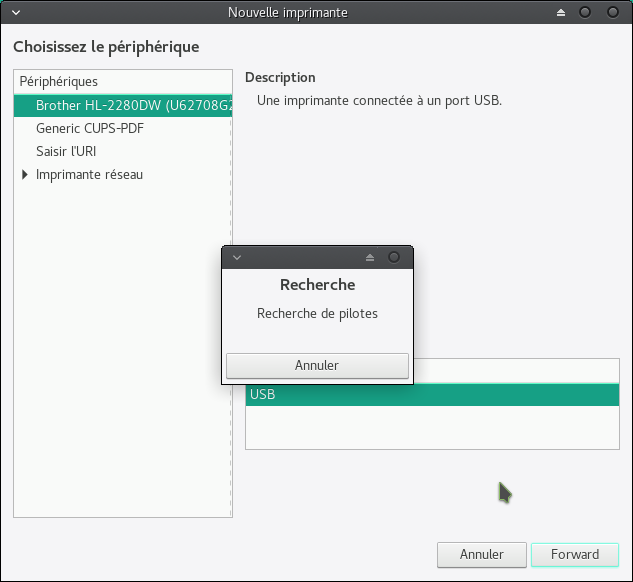 Nouvelle imprimante
Choisissez le périphérique
Périphériques
Brother HL-2280DW (U62708G2
Generic CUPS-PDF
Saisir l'URI
Imprimante réseau
Description
Une imprimante connectée à un port USB.
Recherche
Recherche de pilotes
Annuler
USB
Annuler
Forward